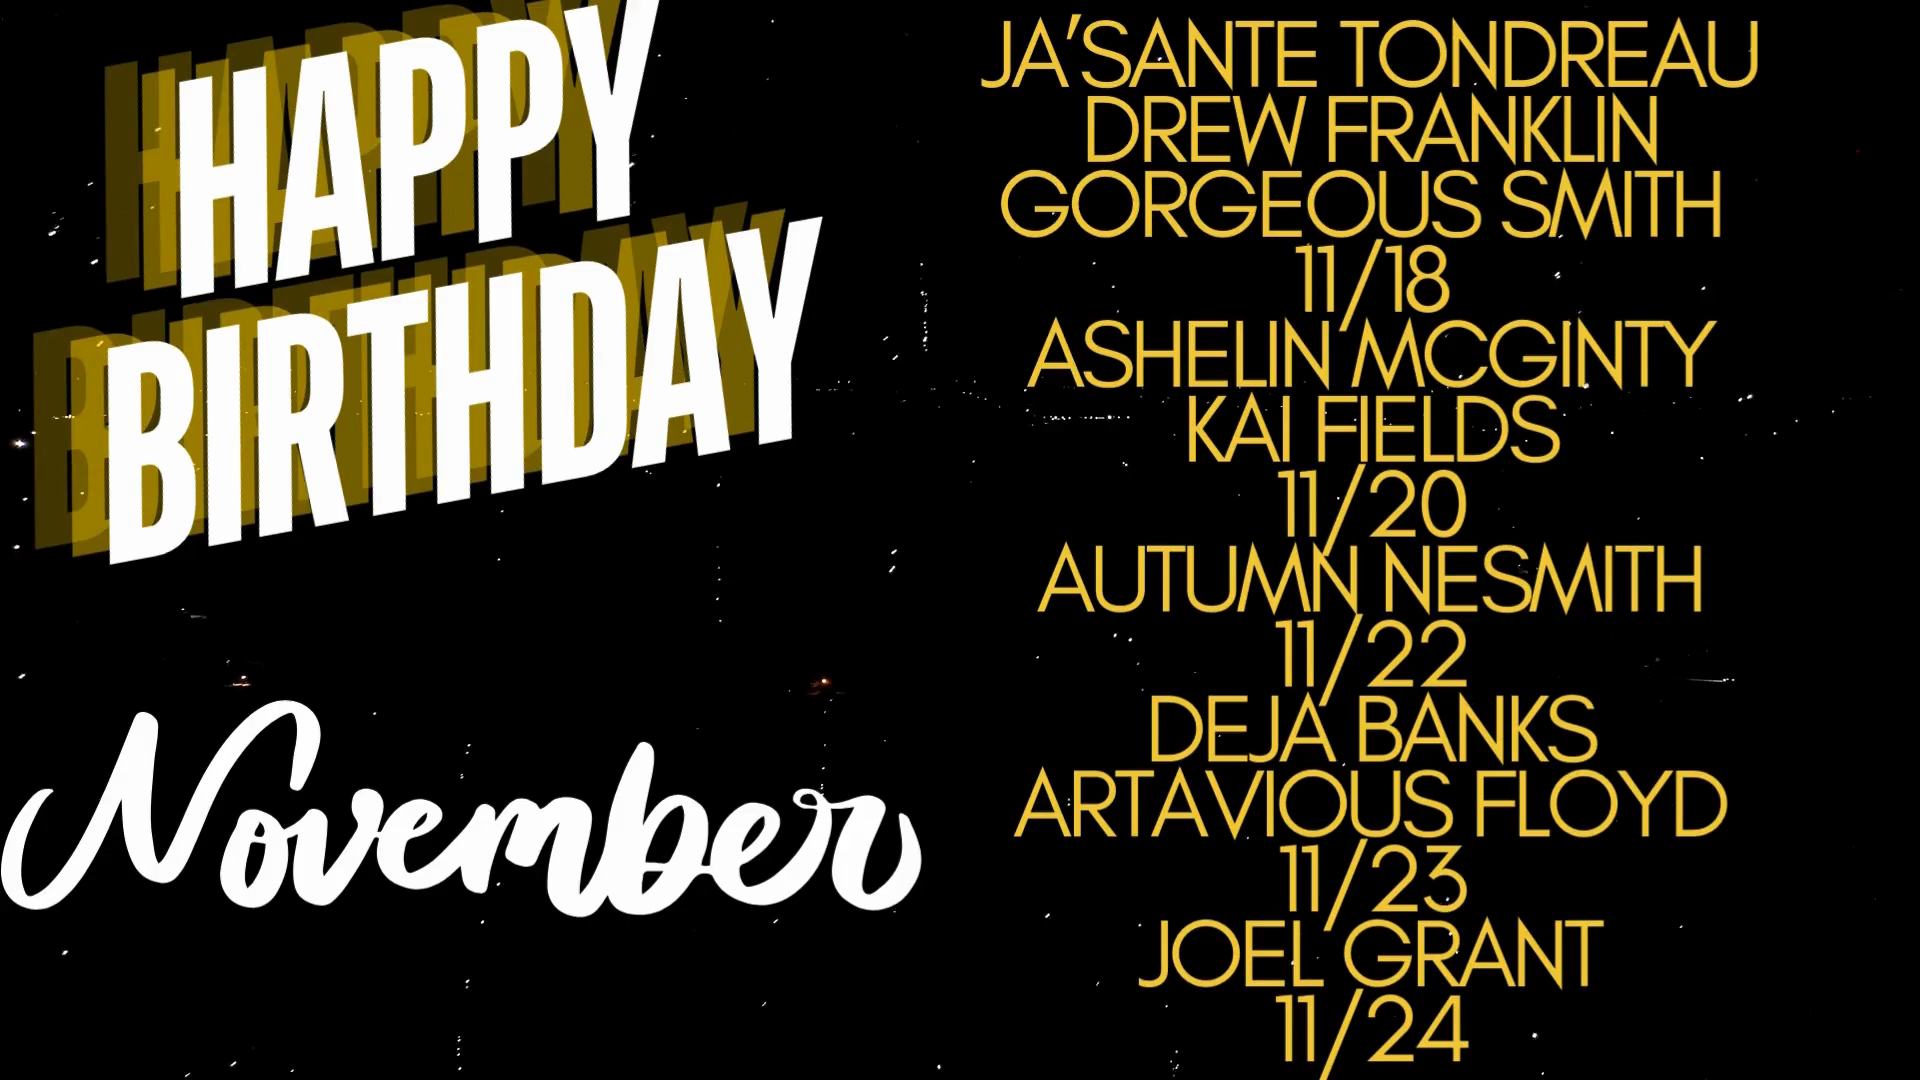 HAPPY
BIRTHDAY
November
JA'SANTE TONDREAU
DREW FRANKLIN
GORGEOUS SMITH
11/18
ASHELIN MCGINTY
KAI FIELDS
11/20
AUTUMN NESMITH
11/22
DEJA BANKS
ARTAVIOUS FLOYD
11/23
JOEL GRANT
11/24